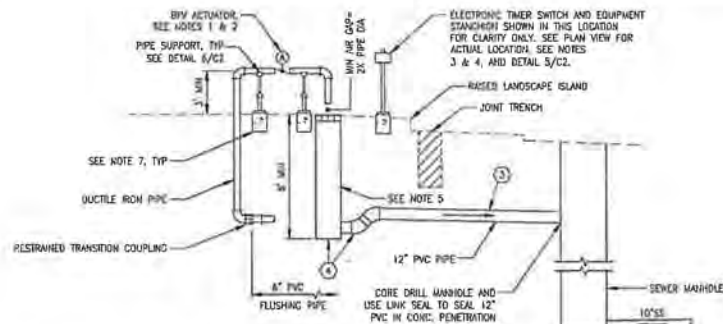 BFV ACTUATOR,
SEE NOTES 1 & 2
PIPE SUPPORT, TYP
SEE DETAIL 6/C2.
A
MIN AIR GAP=
2X PIPE DIA
ELECTRONIC TIMER SWITCH AND EQUIPMENT
STANCHION SHOWN IN THIS LOCATION
FOR CLARITY ONLY. SEE PLAN VIEW FOR
ACTUAL LOCATION. SEE NOTES
3 & 4, AND DETAIL 5/C2.
MIN
RAISED LANDSCAPE ISLAND
JOINT TRENCH
SEE NOTE 7, TYP
MIN
SEE NOTE 5
3
DUCTILE IRON PIPE
RESTRAINED TRANSITION COUPLING
4
12" PVC PIPE
6" PVC
FLUSHING PIPE
CORE DRILL MANHOLE AND
USE LINK SEAL TO SEAL 12"
PVC IN CONC. PENETRATION
SEWER MANHOLE
10"SS